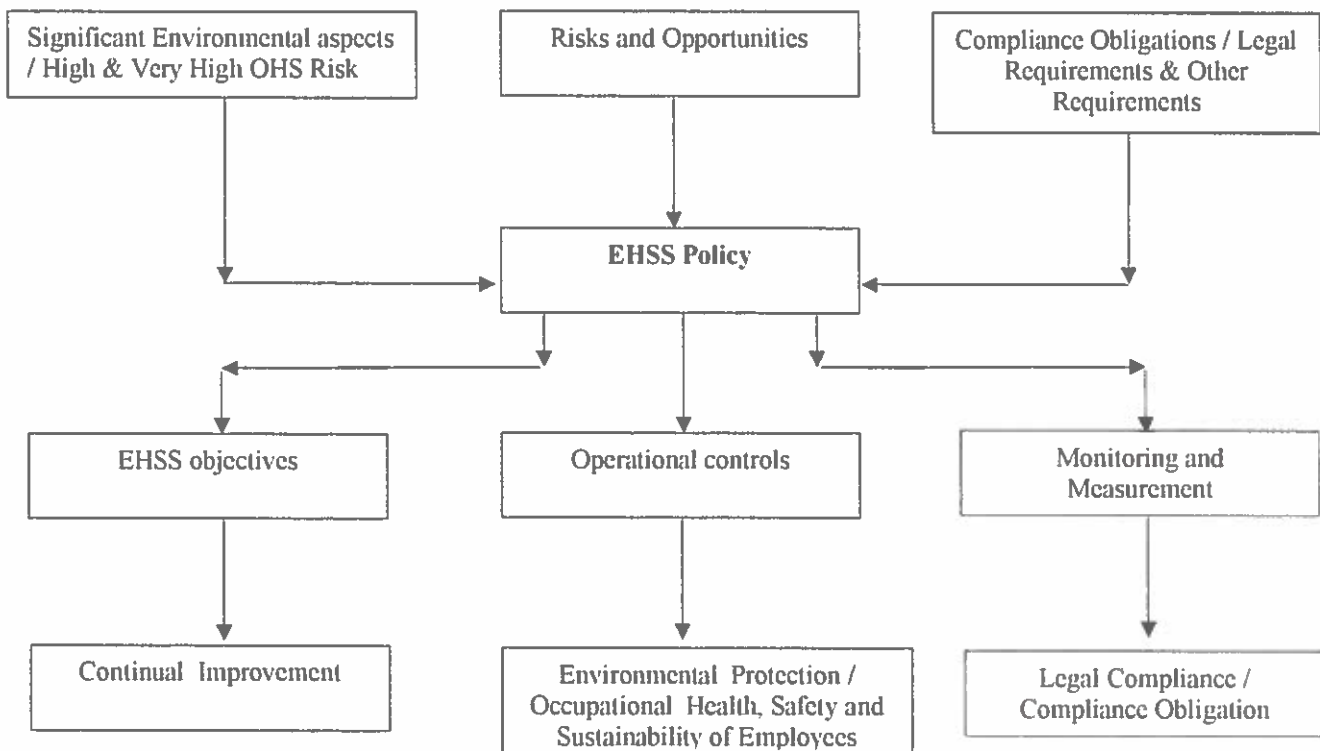 Significant Environmental aspects
/ High & Very High OHS Risk
Risks and Opportunities
Compliance Obligations / Legal
Requirements & Other
Requirements
EHSS Policy
EHSS objectives
Operational controls
Monitoring and
Measurement
Continual Improvement
Environmental Protection /
Occupational Health, Safety and
Sustainability of Employees
Legal Compliance /
Compliance Obligation